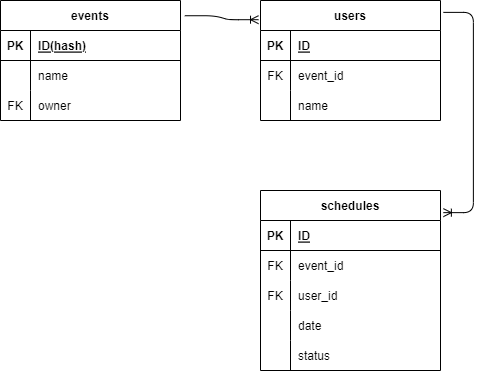 events
PK ID(hash)
name
FK owner
users
PK ID
FK event_id
name
schedules
PK ID
FK event_id
FK user_id
date
status